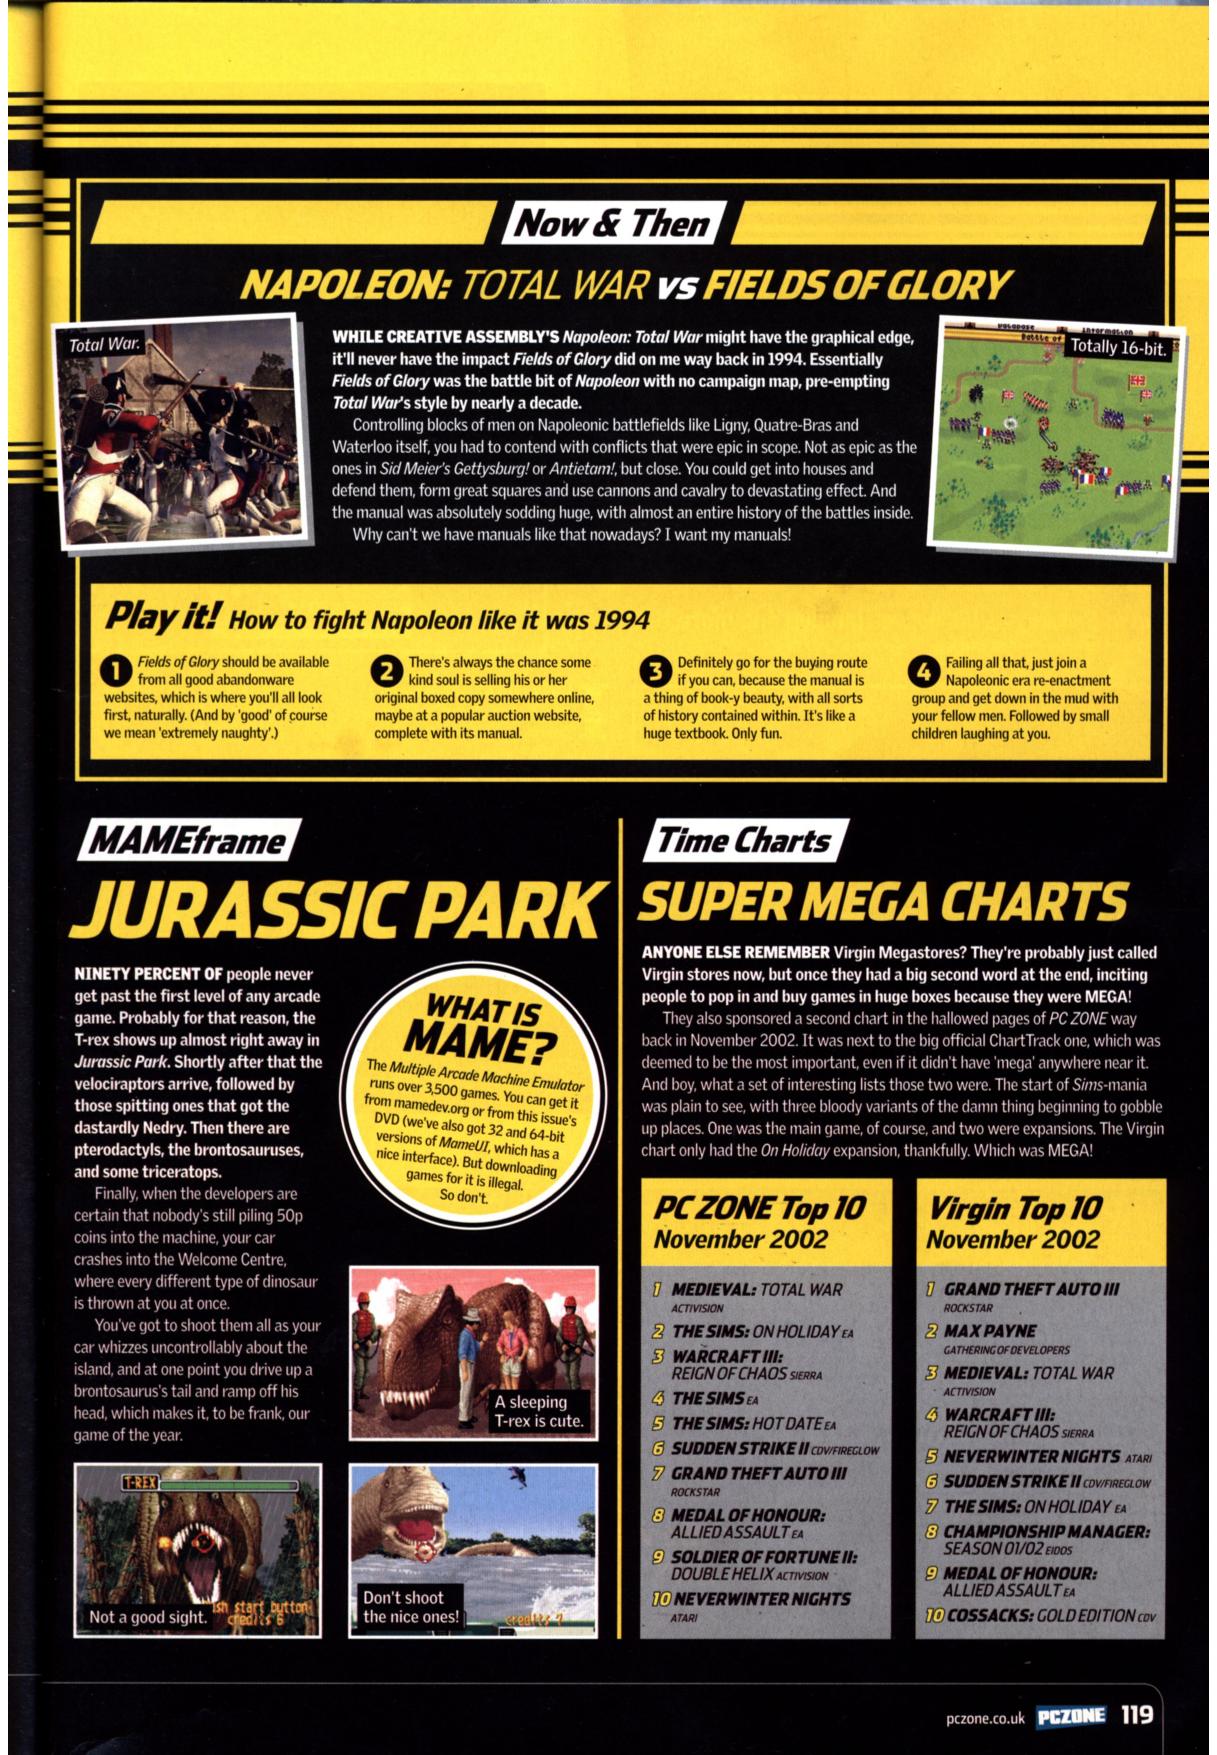 Now & Then
NAPOLEON: TOTAL WAR vs FIELDS OF GLORY
Total War.
WHILE CREATIVE ASSEMBLY'S Napoleon: Total War might have the graphical edge,
it'll never have the impact Fields of Glory did on me way back in 1994. Essentially
Fields of Glory was the battle bit of Napoleon with no campaign map, pre-empting
Total War's style by nearly a decade.
Controlling blocks of men on Napoleonic battlefields like Ligny, Quatre-Bras and
Waterloo itself, you had to contend with conflicts that were epic in scope. Not as epic as the
ones in Sid Meier's Gettysburg! or Antietam!, but close. You could get into houses and
defend them, form great squares and use cannons and cavalry to devastating effect. And
the manual was absolutely sodding huge, with almost an entire history of the battles inside.
Why can't we have manuals like that nowadays? I want my manuals!
Database Information
Battle of
Totally 16-bit.
Play it! How to fight Napoleon like it was 1994
1 Fields of Glory should be available
from all good abandonware
websites, which is where you'll all look
first, naturally. (And by 'good' of course
we mean 'extremely naughty'.)
2 There's always the chance some
kind soul is selling his or her
original boxed copy somewhere online,
maybe at a popular auction website,
complete with its manual.
3 Definitely go for the buying route
if you can, because the manual is
a thing of book-y beauty, with all sorts
of history contained within. It's like a
huge textbook. Only fun.
4 Failing all that, just join a
Napoleonic era re-enactment
group and get down in the mud with
your fellow men. Followed by small
children laughing at you.
MAMEframe
JURASSIC PARK
NINETY PERCENT OF people never
get past the first level of any arcade
game. Probably for that reason, the
T-rex shows up almost right away in
Jurassic Park. Shortly after that the
velociraptors arrive, followed by
those spitting ones that got the
dastardly Nedry. Then there are
pterodactyls, the brontosauruses,
and some triceratops.
Finally, when the developers are
certain that nobody's still piling 50p
coins into the machine, your car
crashes into the Welcome Centre,
where every different type of dinosaur
is thrown at you at once.
You've got to shoot them all as your
car whizzes uncontrollably about the
island, and at one point you drive up a
brontosaurus's tail and ramp off his
head, which makes it, to be frank, our
game of the year.
WHAT IS
MAME?
The Multiple Arcade Machine Emulator
runs over 3,500 games. You can get it
from mamedev.org or from this issue's
DVD (we've also got 32 and 64-bit
versions of MameUI, which has a
nice interface). But downloading
games for it is illegal.
So don't.
A sleeping
T-rex is cute.
T-REX
Not a good sight.
ish start button
credits 6
Don't shoot
the nice ones!
credits 7
Time Charts
SUPER MEGA CHARTS
ANYONE ELSE REMEMBER Virgin Megastores? They're probably just called
Virgin stores now, but once they had a big second word at the end, inciting
people to pop in and buy games in huge boxes because they were MEGA!
They also sponsored a second chart in the hallowed pages of PC ZONE way
back in November 2002. It was next to the big official ChartTrack one, which was
deemed to be the most important, even if it didn't have 'mega' anywhere near it.
And boy, what a set of interesting lists those two were. The start of Sims-mania
was plain to see, with three bloody variants of the damn thing beginning to gobble
up places. One was the main game, of course, and two were expansions. The Virgin
chart only had the On Holiday expansion, thankfully. Which was MEGA!
PC ZONE Top 10
November 2002
1 MEDIEVAL: TOTAL WAR
ACTIVISION
2 THE SIMS: ON HOLIDAY EA
3 WARCRAFT III:
REIGN OF CHAOS SIERRA
4 THE SIMS EA
5 THE SIMS: HOT DATE EA
6 SUDDEN STRIKE II CDV/FIREGLOW
7 GRAND THEFT AUTO III
ROCKSTAR
8 MEDAL OF HONOUR:
ALLIED ASSAULT EA
9 SOLDIER OF FORTUNE II:
DOUBLE HELIX ACTIVISION
10 NEVERWINTER NIGHTS
ATARI
Virgin Top 10
November 2002
1 GRAND THEFT AUTO III
ROCKSTAR
2 MAX PAYNE
GATHERING OF DEVELOPERS
3 MEDIEVAL: TOTAL WAR
ACTIVISION
4 WARCRAFT III:
REIGN OF CHAOS SIERRA
5 NEVERWINTER NIGHTS ATARI
6 SUDDEN STRIKE II CDV/FIREGLOW
7 THE SIMS: ON HOLIDAY EA
8 CHAMPIONSHIP MANAGER:
SEASON 01/02 EIDOS
9 MEDAL OF HONOUR:
ALLIED ASSAULT EA
10 COSSACKS: GOLD EDITION CDV
pczone.co.uk PCZONE 119